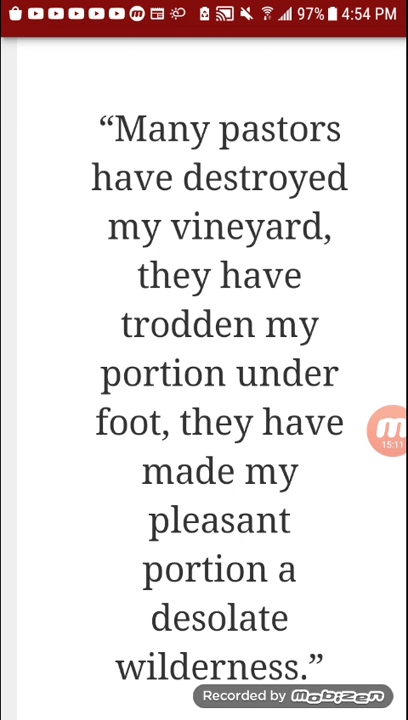 97% 4:54 PM
“Many pastors
have destroyed
my vineyard,
they have
trodden my
portion under
foot, they have
made my
pleasant
portion a
desolate
wilderness.”
15:11
Recorded by mobizen